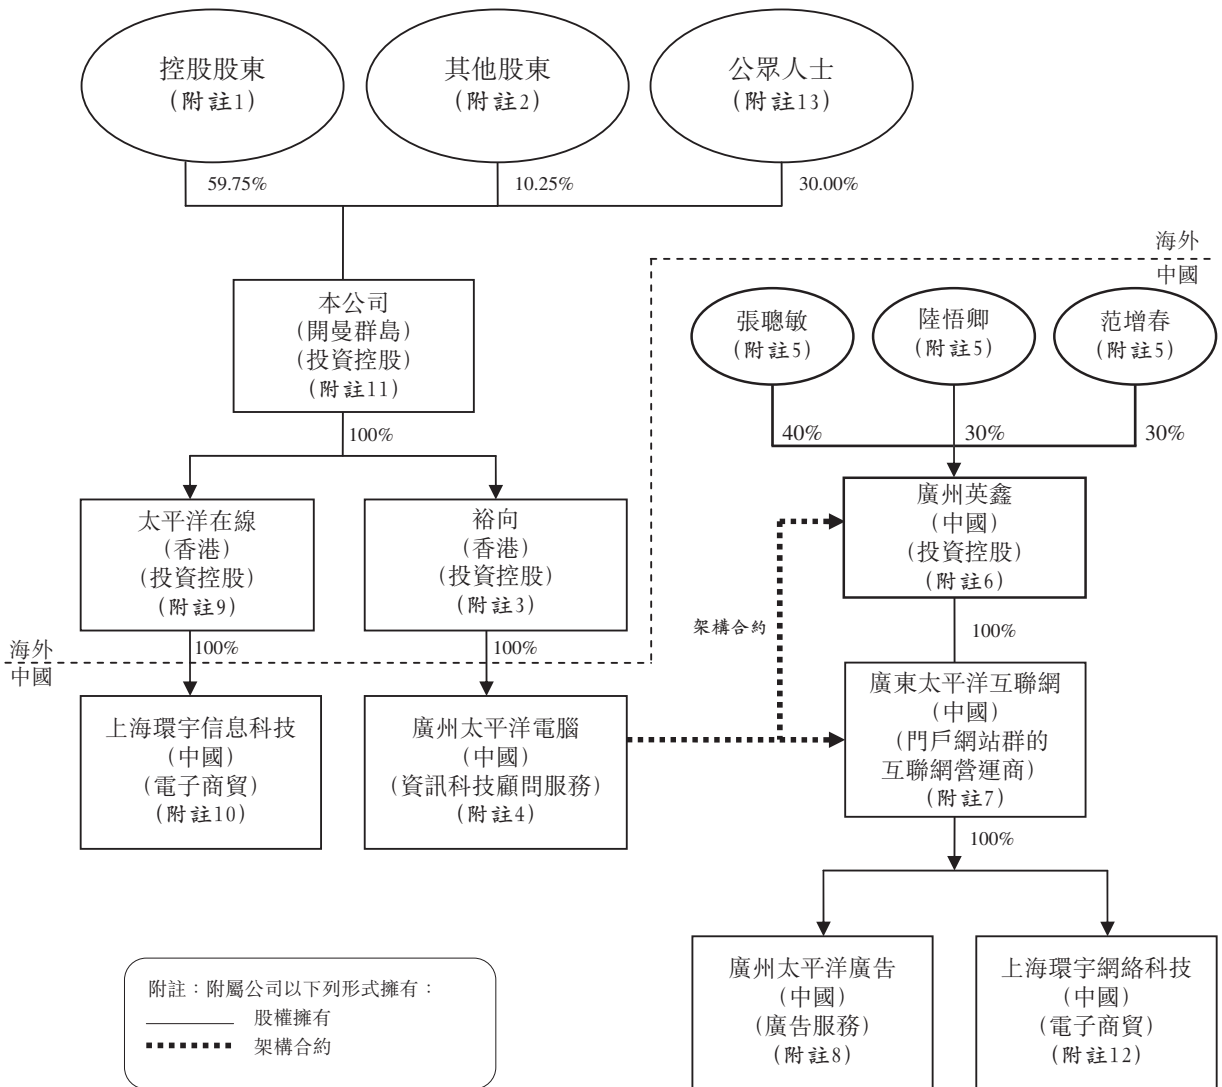 控股股東
（附註1）
其他股東
（附註2）
公眾人士
（附註13）
59.75%
10.25%
30.00%
海外
中國
本公司
（開曼群島）
（投資控股）
（附註11）
張聰敏
（附註5）
陸悟卿
（附註5）
范增春
（附註5）
100%
40%
30%
30%
太平洋在線
（香港）
（投資控股）
（附註9）
裕向
（香港）
（投資控股）
（附註3）
廣州英鑫
（中國）
（投資控股）
（附註6）
架構合約
100%
100%
100%
海外
中國
上海環宇信息科技
（中國）
（電子商貿）
（附註10）
廣州太平洋電腦
（中國）
（資訊科技顧問服務）
（附註4）
廣東太平洋互聯網
（中國）
（門戶網站群的
互聯網營運商）
（附註7）
100%
廣州太平洋廣告
（中國）
（廣告服務）
（附註8）
上海環宇網絡科技
（中國）
（電子商貿）
（附註12）
附註：附屬公司以下列形式擁有：
股權擁有
架構合約